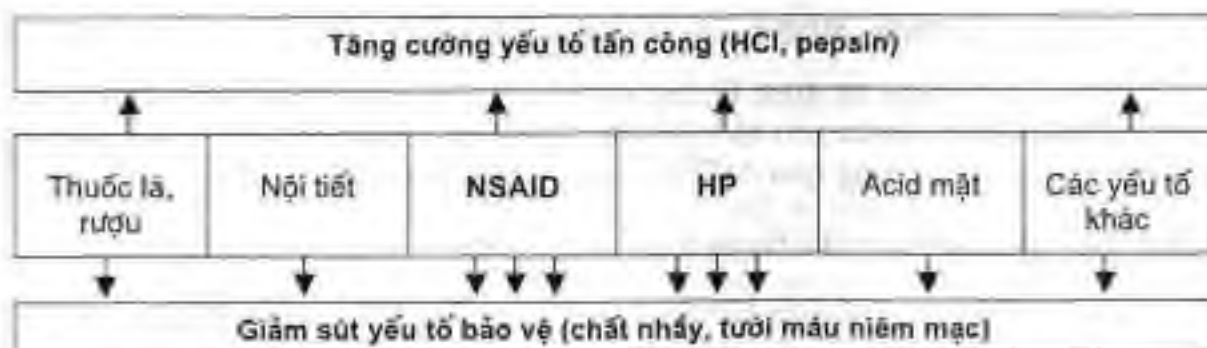 Tăng cường yếu tố tấn công (HCl, pepsin)
Thuốc lá, rượu
Nội tiết
NSAID
HP
Acid mật
Các yếu tố khác
Giảm sút yếu tố bảo vệ (chất nhầy, tưới máu niêm mạc)